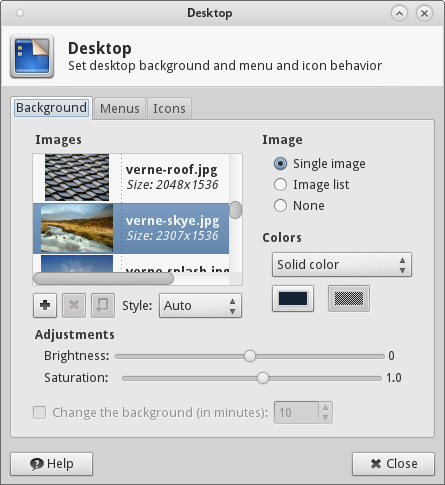 Desktop
Desktop
Set desktop background and menu and icon behavior
Background Menus Icons
Images
verne-roof.jpg
Size: 2048x1536
verne-skye.jpg
Size: 2307x1536
verne-splash.jpg
Style: Auto
Image
Single image
Image list
None
Colors
Solid color
Adjustments
Brightness: 0
Saturation: 1.0
Change the background (in minutes): 10
Help
Close